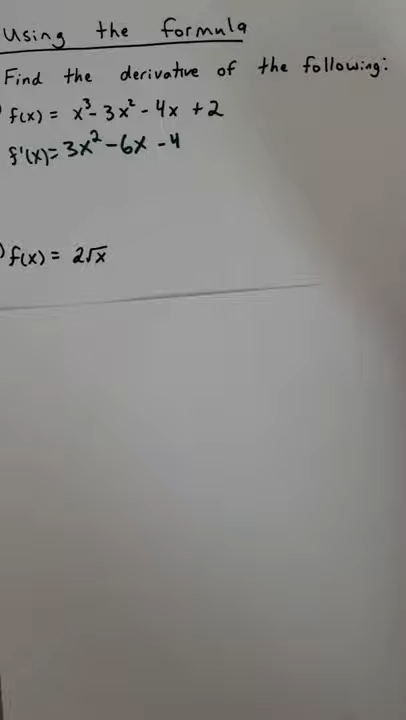 Using the formula
Find the derivative of the following:
) f(x) = x³ - 3x² - 4x + 2
f'(x) = 3x² - 6x - 4
) f(x) = 2√x